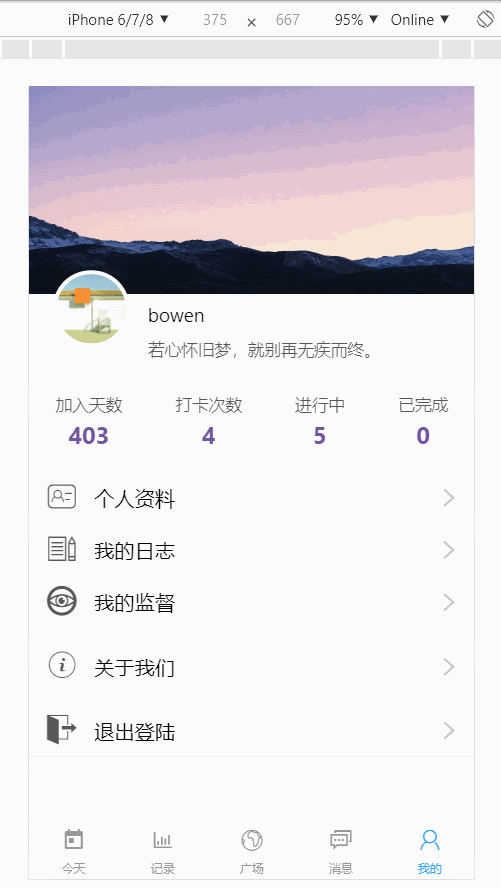 iPhone 6/7/8 ▼ 375 × 667 95% ▼ Online ▼
bowen
若心怀旧梦，就别再无疾而终。
加入天数 打卡次数 进行中 已完成
403 4 5 0
个人资料
我的日志
我的监督
关于我们
退出登陆
今天 记录 广场 消息 我的